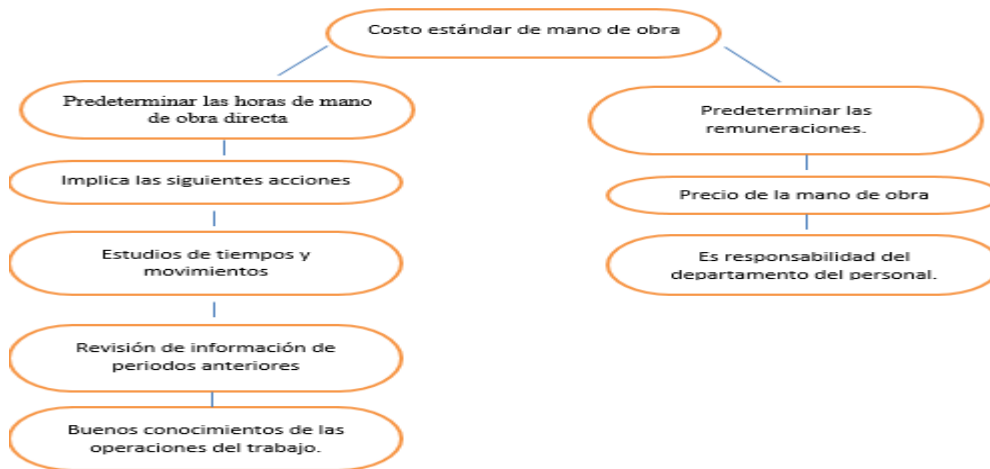 Costo estándar de mano de obra
Predeterminar las horas de mano
de obra directa
Implica las siguientes acciones
Estudios de tiempos y
movimientos
Revisión de información de
periodos anteriores
Buenos conocimientos de las
operaciones del trabajo.
Predeterminar las
remuneraciones.
Precio de la mano de obra
Es responsabilidad del
departamento del personal.